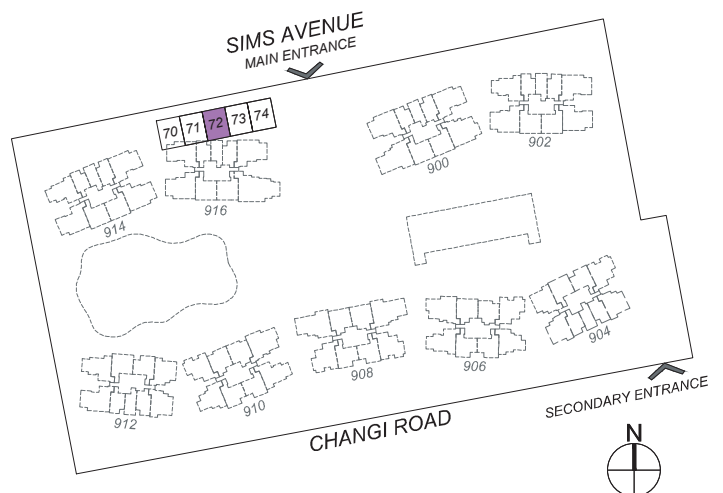 SIMS AVENUE
MAIN ENTRANCE
70 71 72 73 74
900
902
916
914
904
906
908
910
912
SECONDARY ENTRANCE
CHANGI ROAD
N